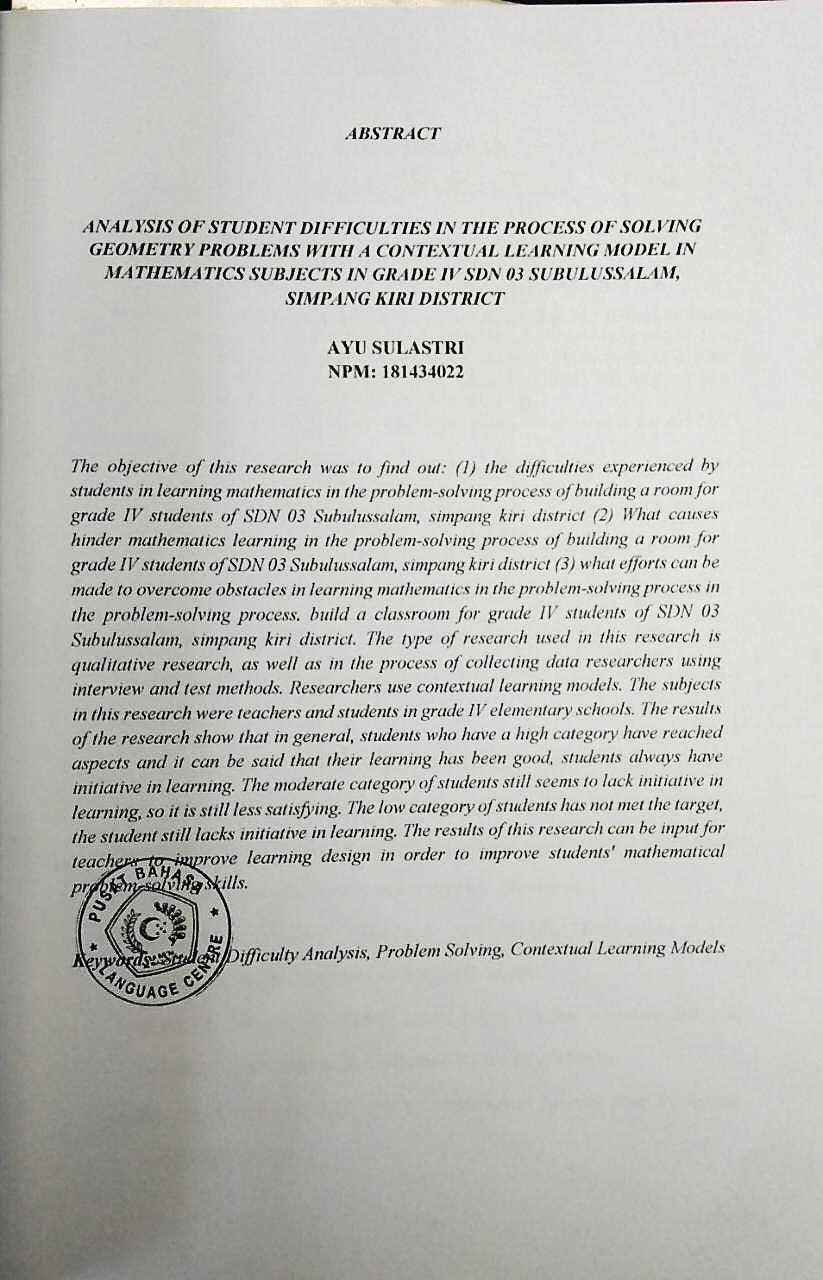 ABSTRACT
ANALYSIS OF STUDENT DIFFICULTIES IN THE PROCESS OF SOLVING
GEOMETRY PROBLEMS WITH A CONTEXTUAL LEARNING MODEL IN
MATHEMATICS SUBJECTS IN GRADE IV SDN 03 SUBULUSSALAM,
SIMPANG KIRI DISTRICT
AYU SULASTRI
NPM: 181434022
The objective of this research was to find out: (1) the difficulties experienced by
students in learning mathematics in the problem-solving process of building a room for
grade IV students of SDN 03 Subulussalam, simpang kiri district (2) What causes
hinder mathematics learning in the problem-solving process of building a room for
grade IV students of SDN 03 Subulussalam, simpang kiri district (3) what efforts can be
made to overcome obstacles in learning mathematics in the problem-solving process in
the problem-solving process. build a classroom for grade IV students of SDN 03
Subulussalam, simpang kiri district. The type of research used in this research is
qualitative research, as well as in the process of collecting data researchers using
interview and test methods. Researchers use contextual learning models. The subjects
in this research were teachers and students in grade IV elementary schools. The results
of the research show that in general, students who have a high category have reached
aspects and it can be said that their learning has been good, students always have
initiative in learning. The moderate category of students still seems to lack initiative in
learning, so it is still less satisfying. The low category of students has not met the target,
the student still lacks initiative in learning. The results of this research can be input for
teachers to improve learning design in order to improve students' mathematical
problem-solving skills.
PUSAT BAHASA
LANGUAGE CENTRE
Keywords: Student Difficulty Analysis, Problem Solving, Contextual Learning Models